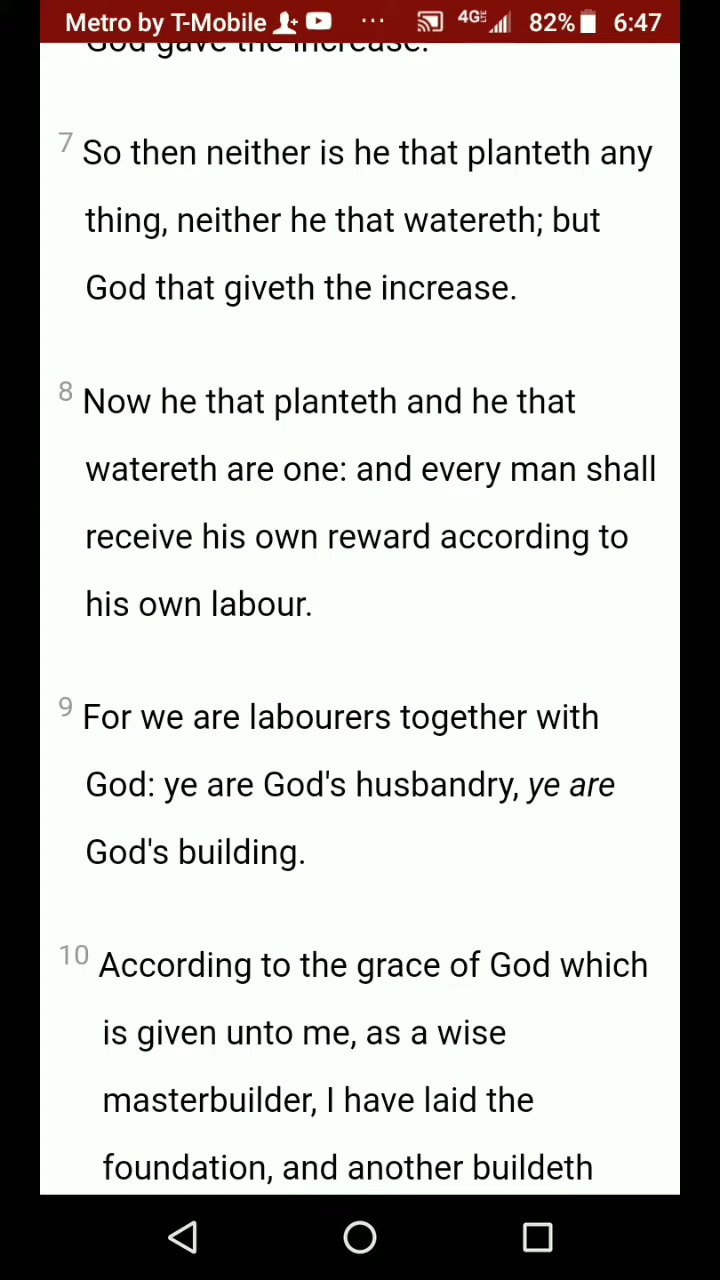 Metro by T-Mobile ... 4G 82% 6:47
God gave the increase.
7 So then neither is he that planteth any
thing, neither he that watereth; but
God that giveth the increase.
8 Now he that planteth and he that
watereth are one: and every man shall
receive his own reward according to
his own labour.
9 For we are labourers together with
God: ye are God's husbandry, ye are
God's building.
10 According to the grace of God which
is given unto me, as a wise
masterbuilder, I have laid the
foundation, and another buildeth